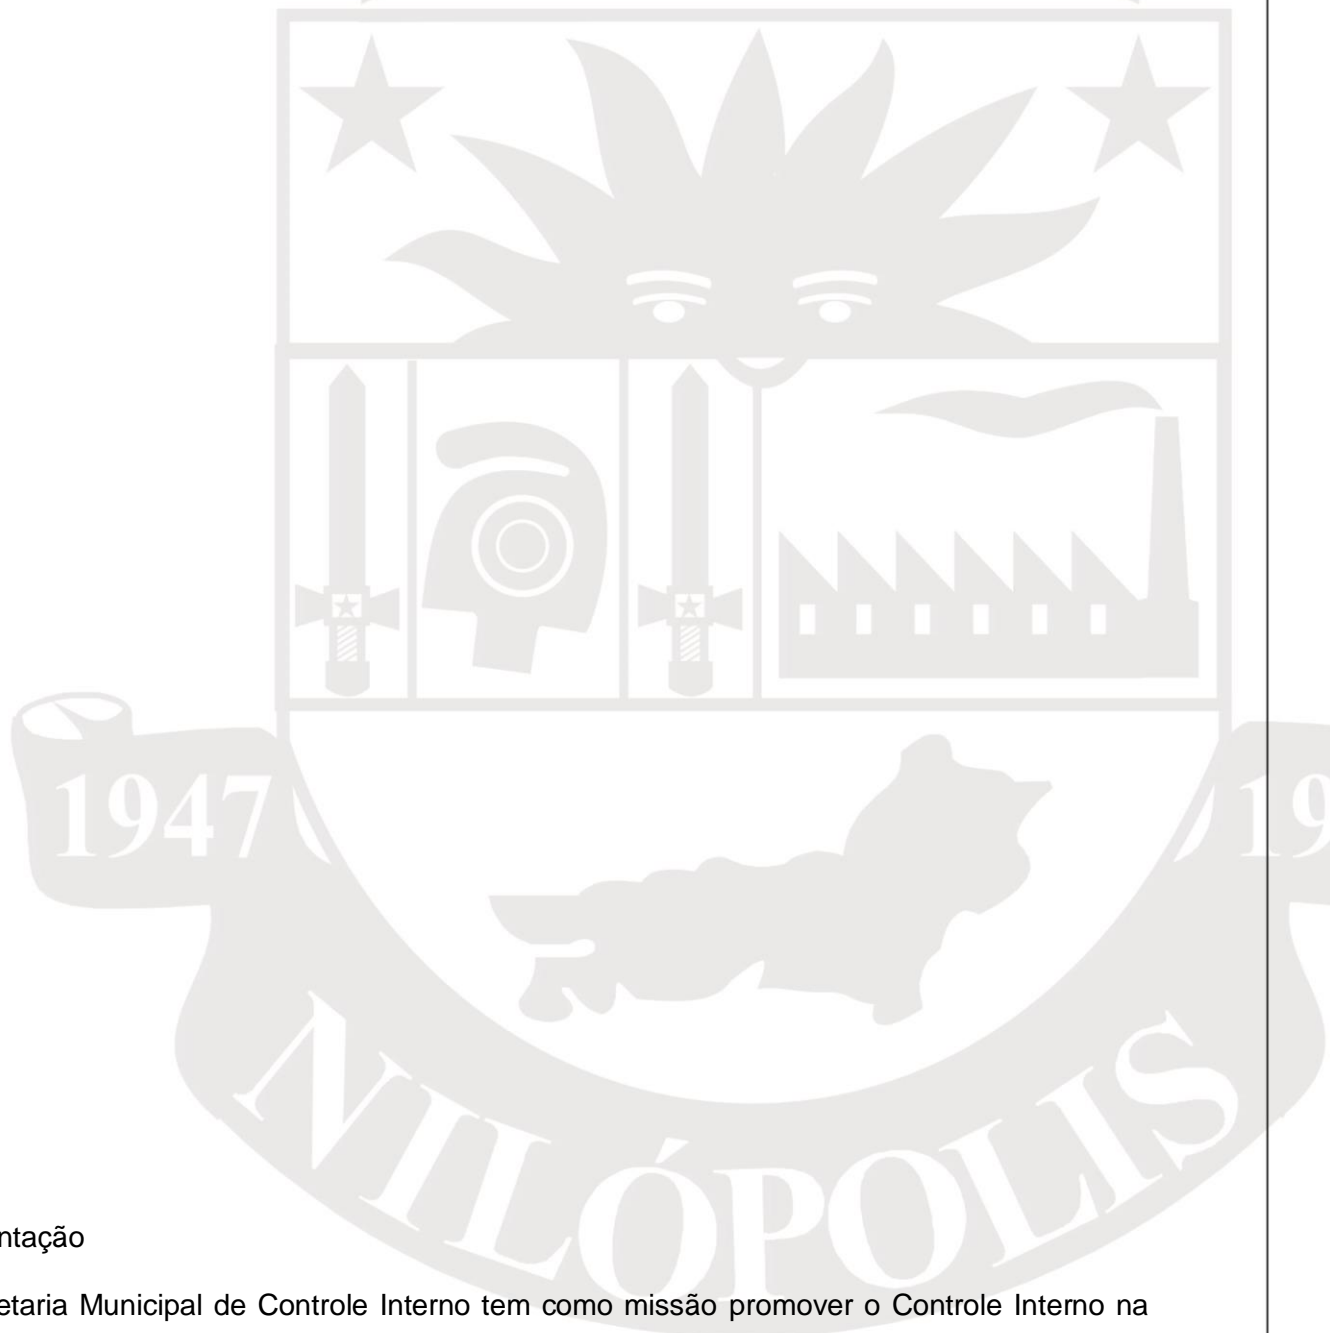 1947
19
NILÓPOLIS
ntação
etaria Municipal de Controle Interno tem como missão promover o Controle Interno na